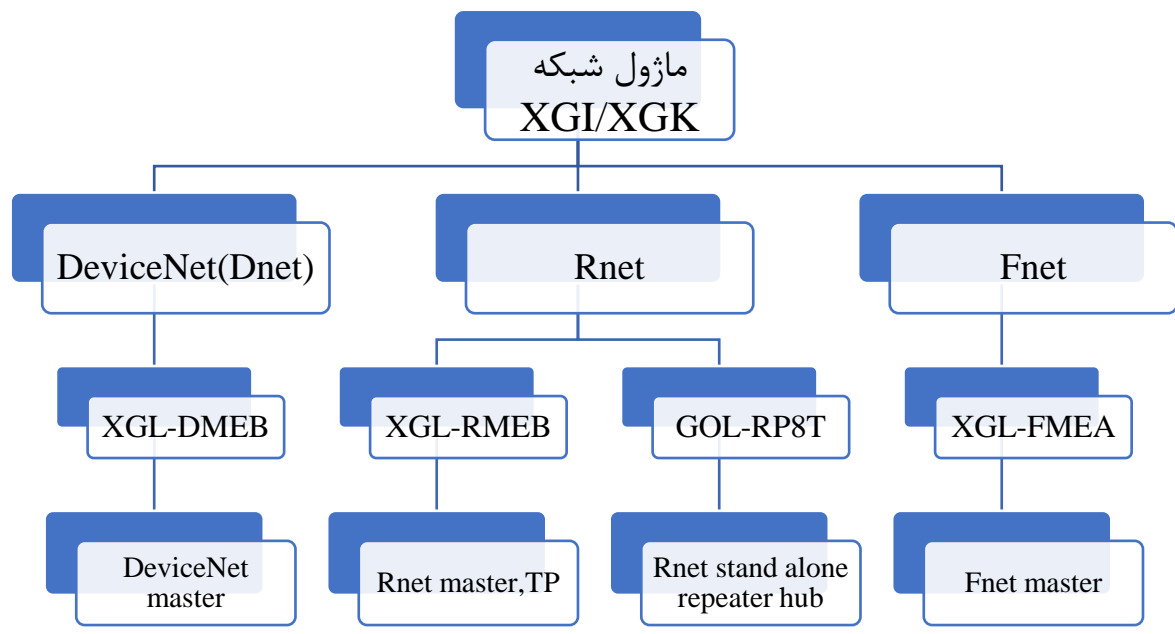 ماژول شبکه
XGI/XGK
DeviceNet(Dnet)
Rnet
Fnet
XGL-DMEB
XGL-RMEB
GOL-RP8T
XGL-FMEA
DeviceNet
master
Rnet master,TP
Rnet stand alone
repeater hub
Fnet master